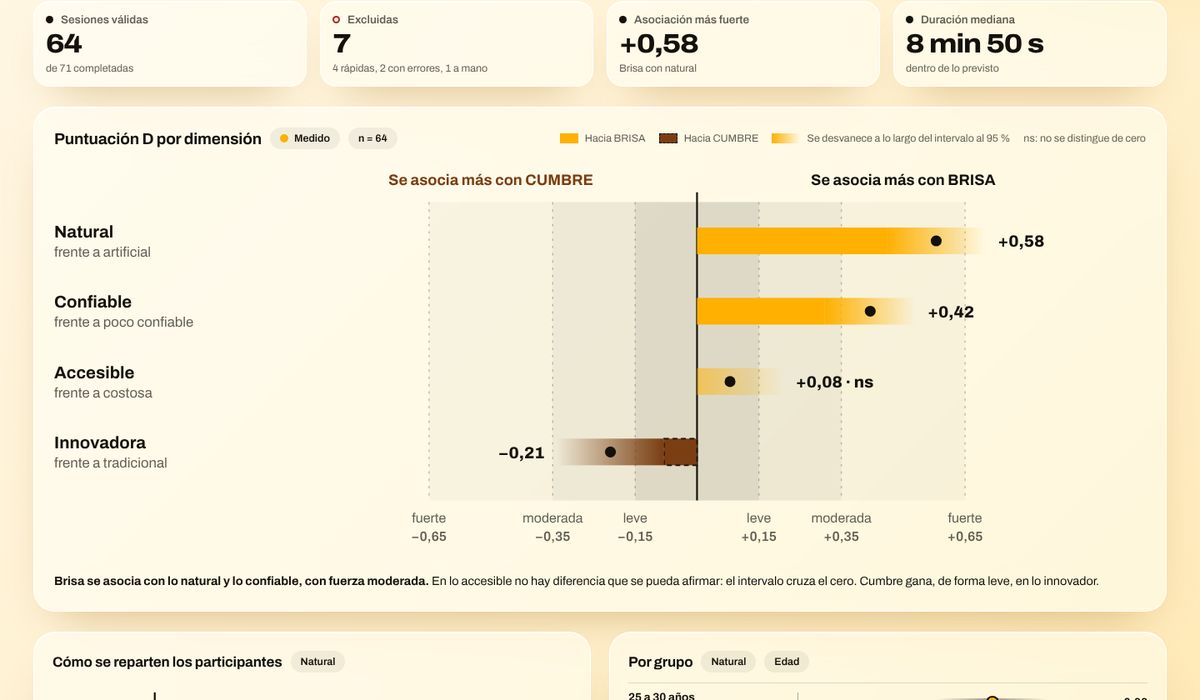 Sesiones válidas
64
de 71 completadas
Excluidas
7
4 rápidas, 2 con errores, 1 a mano
Asociación más fuerte
+0,58
Brisa con natural
Duración mediana
8 min 50 s
dentro de lo previsto
Puntuación D por dimensión
Medido
n = 64
Hacia BRISA
Hacia CUMBRE
Se desvanece a lo largo del intervalo al 95 %
ns: no se distingue de cero
Se asocia más con CUMBRE
Se asocia más con BRISA
Natural
frente a artificial
+0,58
Confiable
frente a poco confiable
+0,42
Accesible
frente a costosa
+0,08 · ns
Innovadora
frente a tradicional
−0,21
fuerte
−0,65
moderada
−0,35
leve
−0,15
leve
+0,15
moderada
+0,35
fuerte
+0,65
Brisa se asocia con lo natural y lo confiable, con fuerza moderada. En lo accesible no hay diferencia que se pueda afirmar: el intervalo cruza el cero. Cumbre gana, de forma leve, en lo innovador.
Cómo se reparten los participantes
Natural
Por grupo
Natural
Edad
25 a 30 años